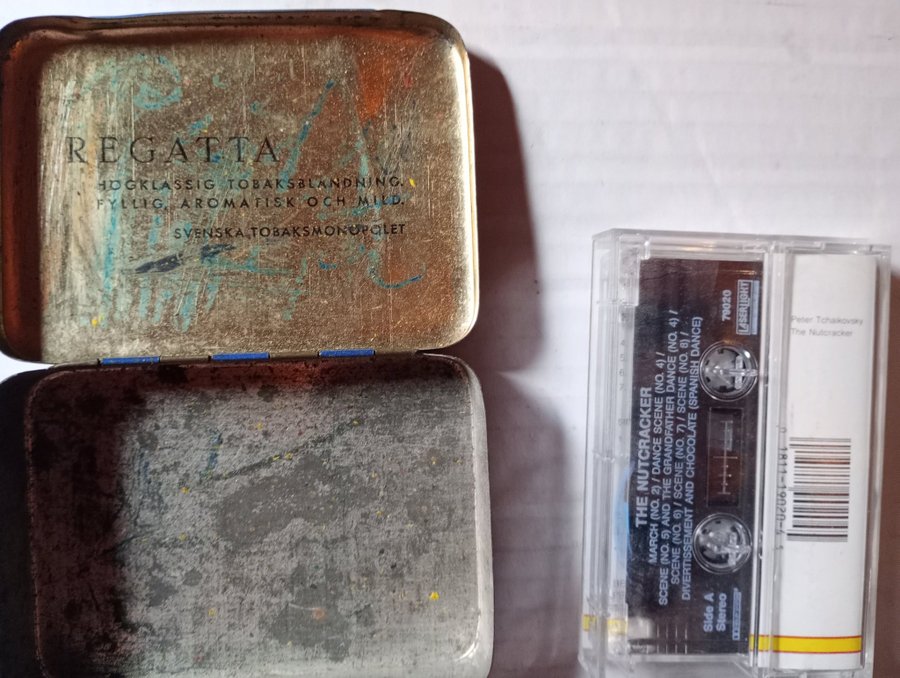 REGATTA
HÖGKLASSIG TOBAKSBLANDNING.
FYLLIG, AROMATISK OCH MILD.
SVENSKA TOBAKSMONOPOLET
THE NUTCRACKER
MARCH (NO. 2) / DANCE SCENE (NO. 4) /
SCENE (NO. 5) AND THE GRANDFATHER DANCE (NO. 4) /
SCENE (NO. 6) / SCENE (NO. 7) / SCENE (NO. 8) /
DIVERTISSEMENT AND CHOCOLATE (SPANISH DANCE)
Side A
Stereo
79020
LASERLIGHT
Peter Tchaikovsky
The Nutcracker